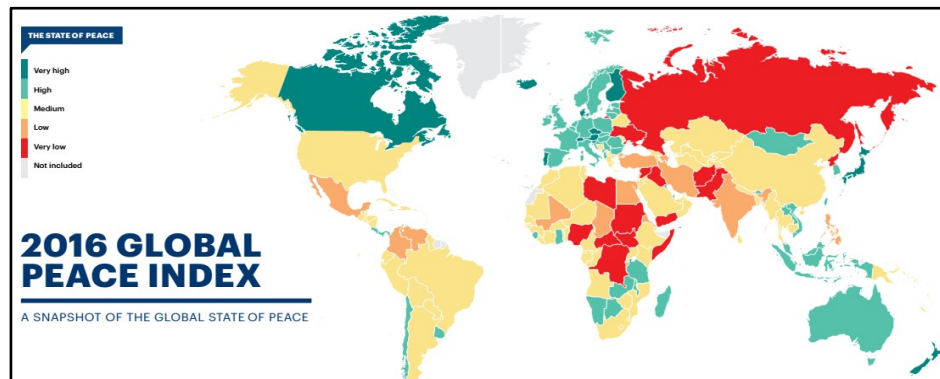 THE STATE OF PEACE
Very high
High
Medium
Low
Very low
Not included
2016 GLOBAL
PEACE INDEX
A SNAPSHOT OF THE GLOBAL STATE OF PEACE